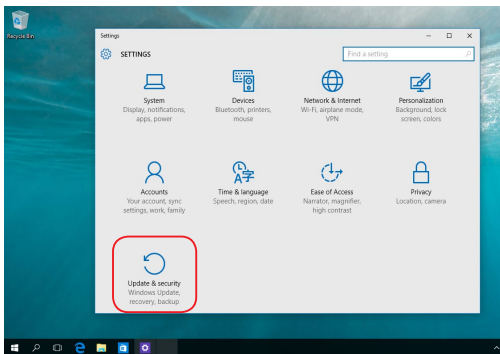 Recycle Bin
Settings
SETTINGS
Find a setting
System
Display, notifications,
apps, power
Devices
Bluetooth, printers,
mouse
Network & Internet
Wi-Fi, airplane mode,
VPN
Personalization
Background, lock
screen, colors
Accounts
Your account, sync
settings, work, family
A字
Time & language
Speech, region, date
Ease of Access
Narrator, magnifier,
high contrast
Privacy
Location, camera
Update & security
Windows Update,
recovery, backup